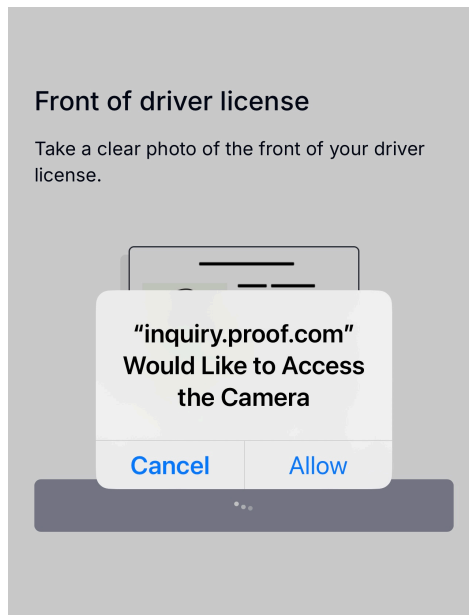 Front of driver license
Take a clear photo of the front of your driver
license.
“inquiry.proof.com”
Would Like to Access
the Camera
Cancel
Allow